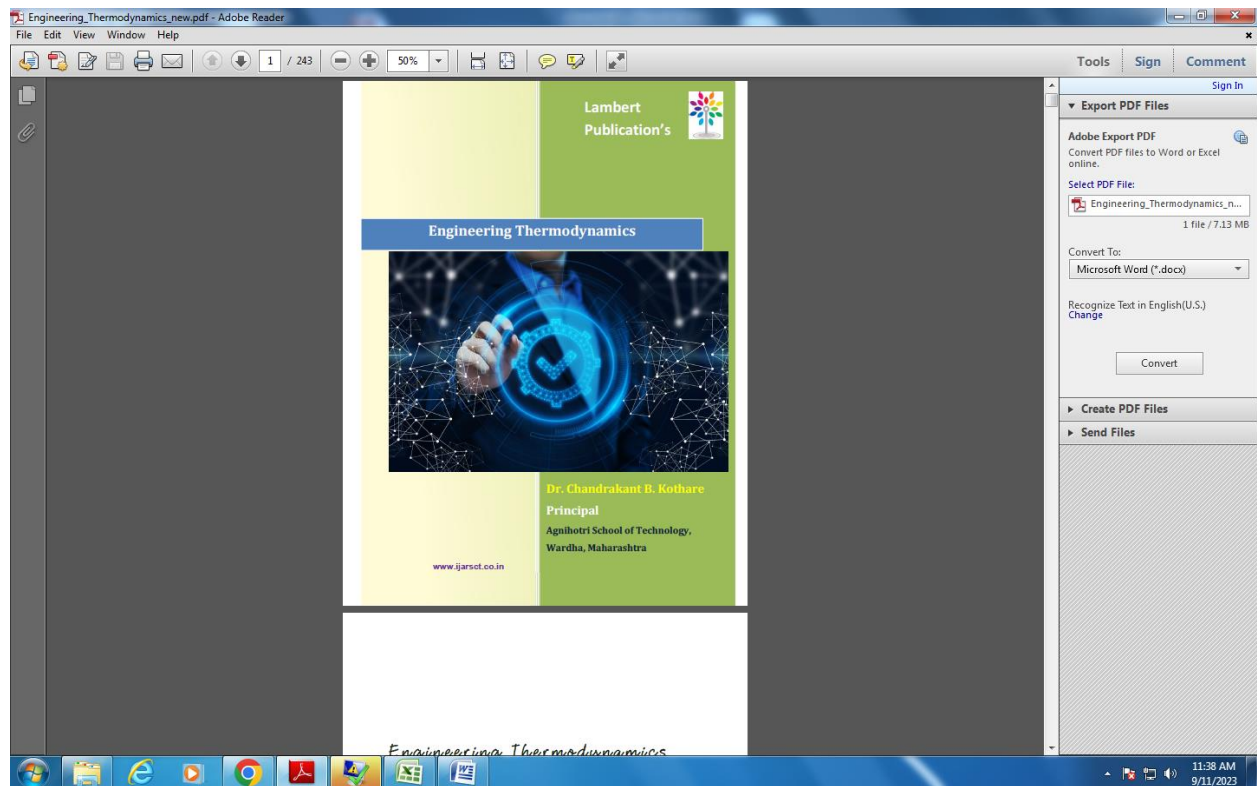 Engineering_Thermodynamics_new.pdf - Adobe Reader
File Edit View Window Help
1 / 243
50%
Tools Sign Comment
Sign In
Export PDF Files
Adobe Export PDF
Convert PDF files to Word or Excel
online.
Select PDF File:
Engineering_Thermodynamics_n...
1 file / 7.13 MB
Convert To:
Microsoft Word (*.docx)
Recognize Text in English(U.S.)
Change
Convert
Create PDF Files
Send Files
Lambert
Publication's
Engineering Thermodynamics
Dr. Chandrakant B. Kothare
Principal
Agnihotri School of Technology,
Wardha, Maharashtra
www.ijarsct.co.in
Engineering Thermodynamics
11:38 AM
9/11/2023